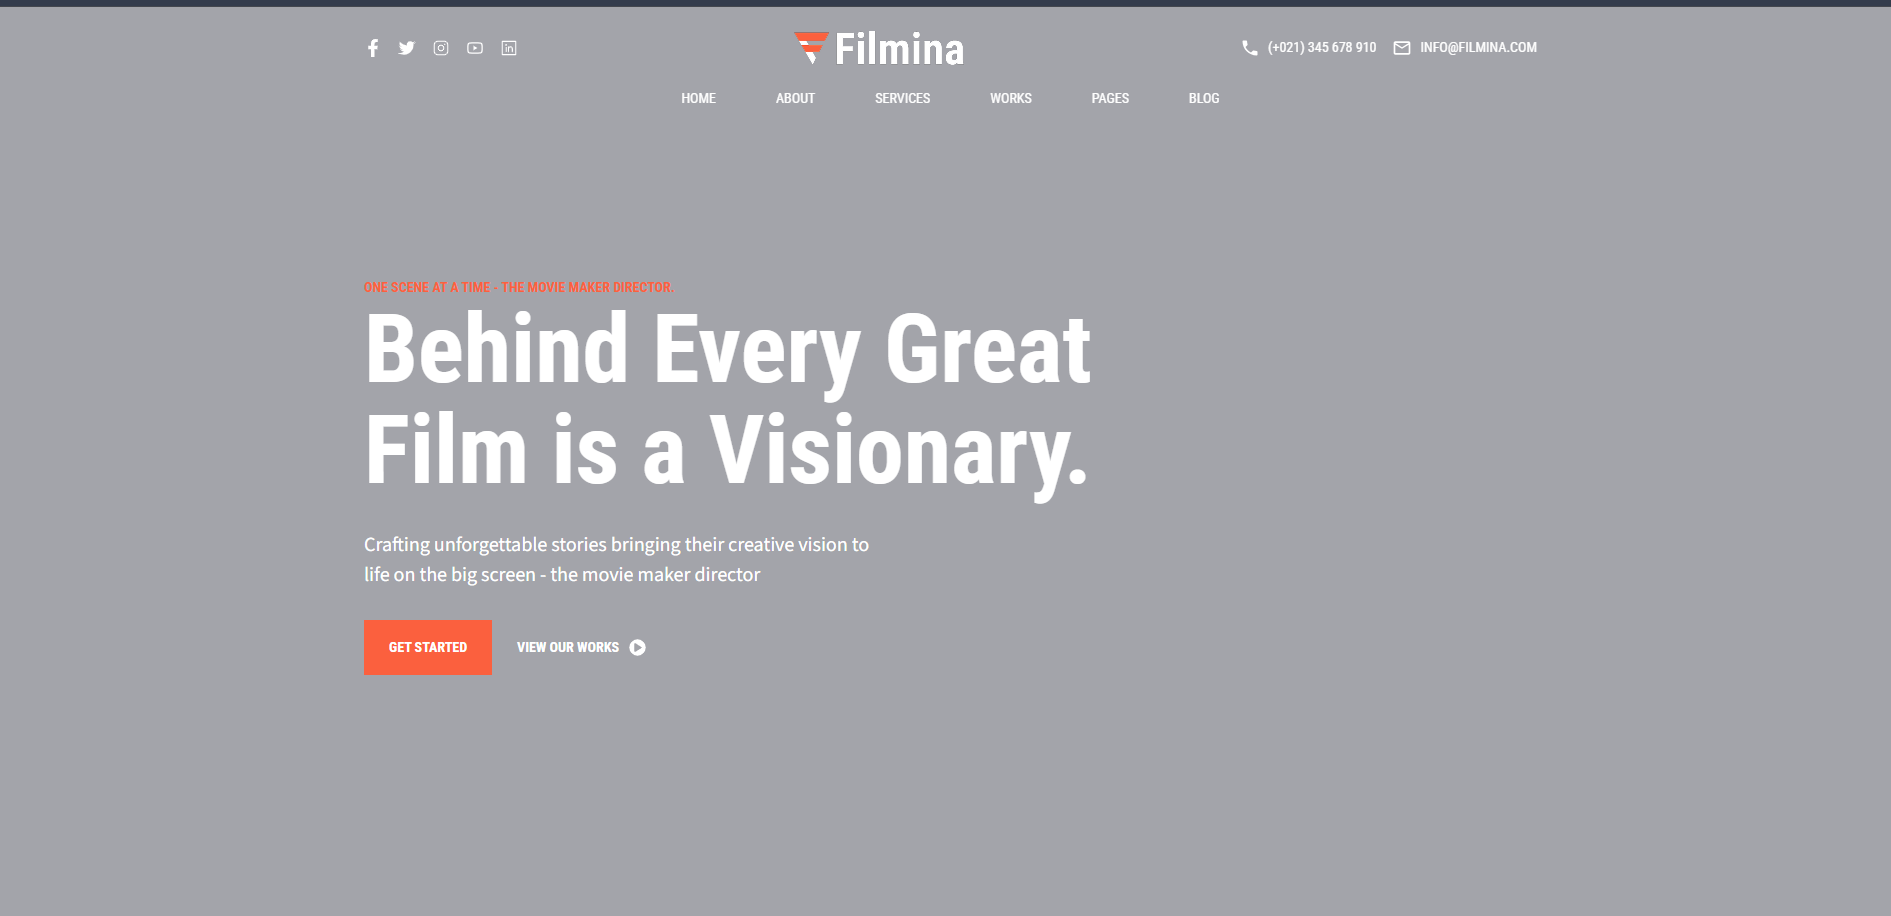 Filmina
(+021) 345 678 910
INFO@FILMINA.COM
HOME ABOUT SERVICES WORKS PAGES BLOG
ONE SCENE AT A TIME - THE MOVIE MAKER DIRECTOR.
Behind Every Great
Film is a Visionary.
Crafting unforgettable stories bringing their creative vision to
life on the big screen - the movie maker director
GET STARTED
VIEW OUR WORKS